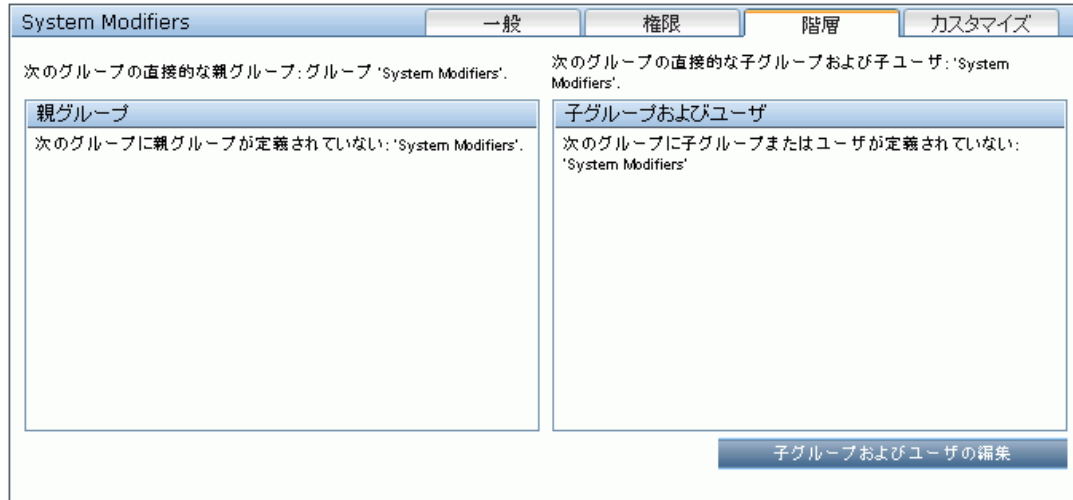 System Modifiers
一般
権限
階層
カスタマイズ
次のグループの直接的な親グループ: グループ 'System Modifiers'.
次のグループの直接的な子グループおよび子ユーザ: 'System
Modifiers'.
親グループ
次のグループに親グループが定義されていない: 'System Modifiers'.
子グループおよびユーザ
次のグループに子グループまたはユーザが定義されていない:
'System Modifiers'
子グループおよびユーザの編集